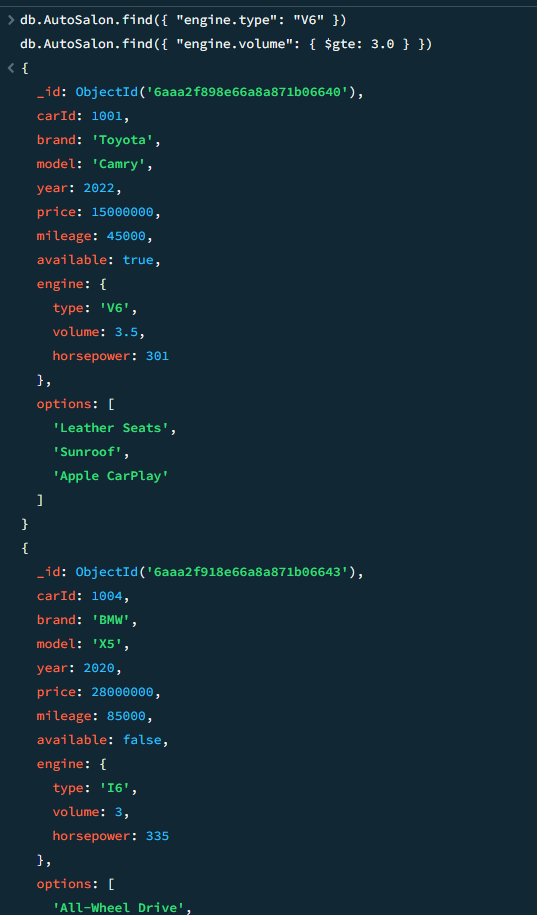 db.AutoSalon.find({ "engine.type": "V6" })
db.AutoSalon.find({ "engine.volume": { $gte: 3.0 } })
{
_id: ObjectId('6aaa2f898e66a8a871b06640'),
carId: 1001,
brand: 'Toyota',
model: 'Camry',
year: 2022,
price: 15000000,
mileage: 45000,
available: true,
engine: {
type: 'V6',
volume: 3.5,
horsepower: 301
},
options: [
'Leather Seats',
'Sunroof',
'Apple CarPlay'
]
}
{
_id: ObjectId('6aaa2f918e66a8a871b06643'),
carId: 1004,
brand: 'BMW',
model: 'X5',
year: 2020,
price: 28000000,
mileage: 85000,
available: false,
engine: {
type: 'I6',
volume: 3,
horsepower: 335
},
options: [
'All-Wheel Drive',